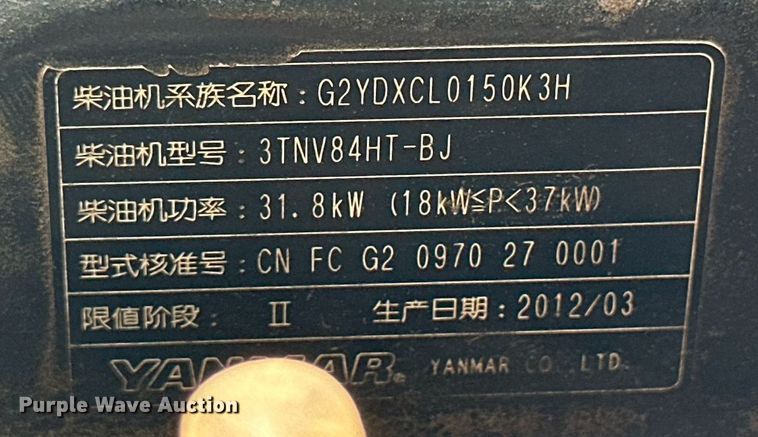 柴油机系族名称：G2YDXCL0150K3H
柴油机型号：3TNV84HT-BJ
柴油机功率：31.8kW (18kW≦P<37kW)
型式核准号：CN FC G2 0970 27 0001
限值阶段： Ⅱ 生产日期：2012/03
YANMAR® YANMAR CO.,LTD.
Purple Wave Auction